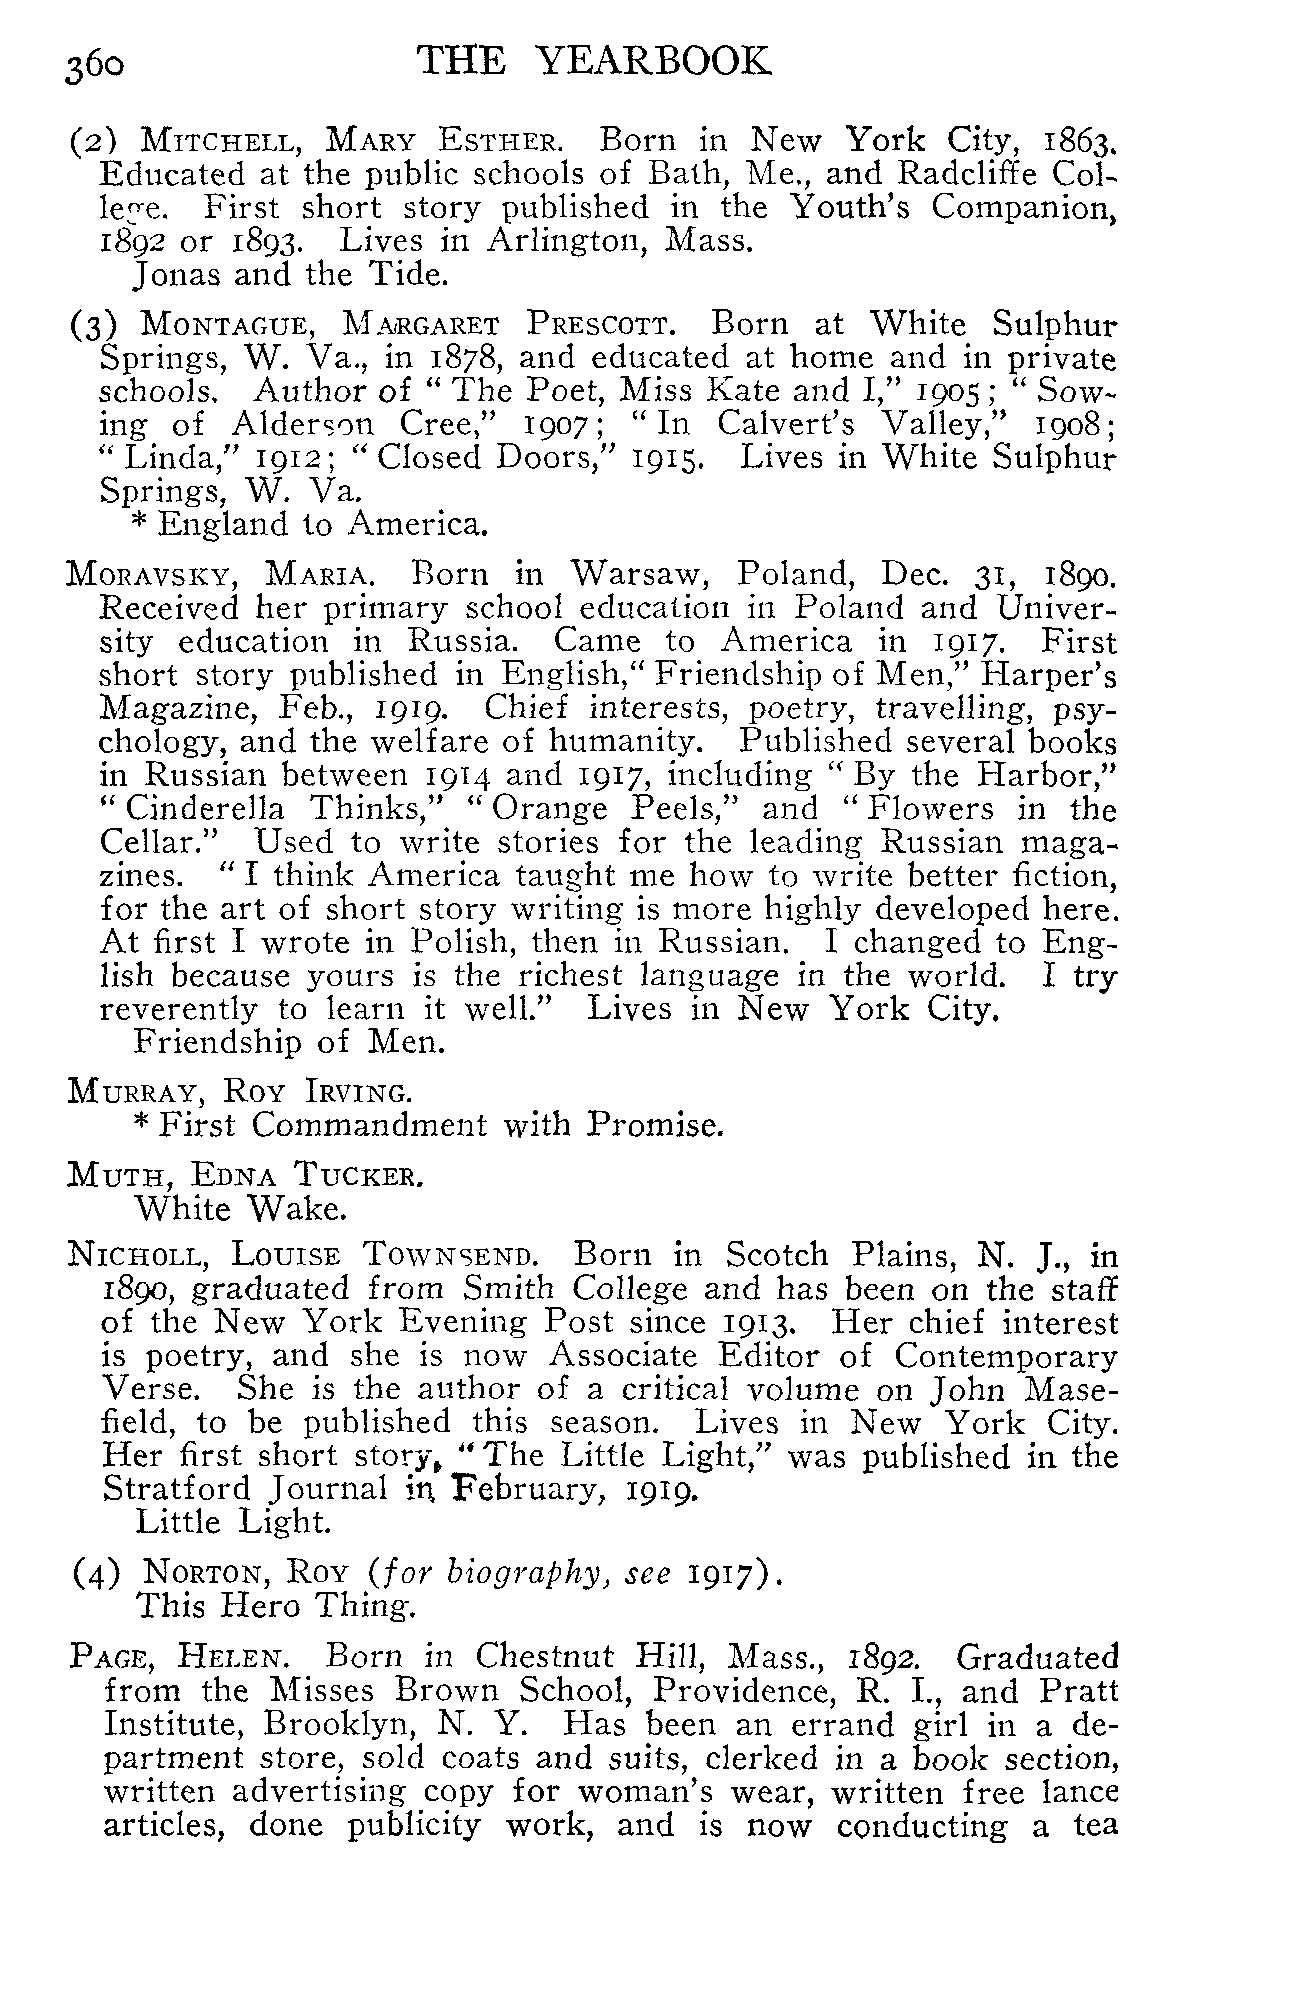 360 THE YEARBOOK
(2) MITCHELL, MARY ESTHER. Born in New York City, 1863.
Educated at the public schools of Bath, Me., and Radcliffe Col-
lege. First short story published in the Youth's Companion,
1892 or 1893. Lives in Arlington, Mass.
Jonas and the Tide.
(3) MONTAGUE, MARGARET PRESCOTT. Born at White Sulphur
Springs, W. Va., in 1878, and educated at home and in private
schools. Author of "The Poet, Miss Kate and I," 1905; "Sow-
ing of Alderson Cree," 1907; "In Calvert's Valley," 1908;
"Linda," 1912; "Closed Doors," 1915. Lives in White Sulphur
Springs, W. Va.
* England to America.
MORAVSKY, MARIA. Born in Warsaw, Poland, Dec. 31, 1890.
Received her primary school education in Poland and Univer-
sity education in Russia. Came to America in 1917. First
short story published in English," Friendship of Men," Harper's
Magazine, Feb., 1919. Chief interests, poetry, travelling, psy-
chology, and the welfare of humanity. Published several books
in Russian between 1914 and 1917, including "By the Harbor,"
"Cinderella Thinks," "Orange Peels," and "Flowers in the
Cellar." Used to write stories for the leading Russian maga-
zines. "I think America taught me how to write better fiction,
for the art of short story writing is more highly developed here.
At first I wrote in Polish, then in Russian. I changed to Eng-
lish because yours is the richest language in the world. I try
reverently to learn it well." Lives in New York City.
Friendship of Men.
MURRAY, ROY IRVING.
* First Commandment with Promise.
MUTH, EDNA TUCKER.
White Wake.
NICHOLL, LOUISE TOWNSEND. Born in Scotch Plains, N. J., in
1890, graduated from Smith College and has been on the staff
of the New York Evening Post since 1913. Her chief interest
is poetry, and she is now Associate Editor of Contemporary
Verse. She is the author of a critical volume on John Mase-
field, to be published this season. Lives in New York City.
Her first short story, "The Little Light," was published in the
Stratford Journal in February, 1919.
Little Light.
(4) NORTON, ROY (for biography, see 1917).
This Hero Thing.
PAGE, HELEN. Born in Chestnut Hill, Mass., 1892. Graduated
from the Misses Brown School, Providence, R. I., and Pratt
Institute, Brooklyn, N. Y. Has been an errand girl in a de-
partment store, sold coats and suits, clerked in a book section,
written advertising copy for woman's wear, written free lance
articles, done publicity work, and is now conducting a tea